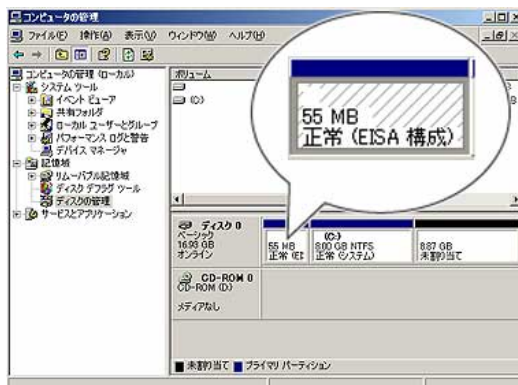 コンピュータの管理
ファイル(F) 操作(A) 表示(V) ウィンドウ(W) ヘルプ(H)
コンピュータの管理 (ローカル)
システム ツール
イベント ビューア
共有フォルダ
ローカル ユーザーとグループ
パフォーマンス ログと警告
デバイス マネージャ
記憶域
リムーバブル記憶域
ディスク デフラグ ツール
ディスクの管理
サービスとアプリケーション
ボリューム
(C:)
55 MB
正常 (EISA 構成)
ディスク 0
ベーシック
16.93 GB
オンライン
55 MB
正常 (EI
(C:)
8.00 GB NTFS
正常 (システム)
8.87 GB
未割り当て
CD-ROM 0
CD-ROM (D:)
メディアなし
未割り当て プライマリ パーティション